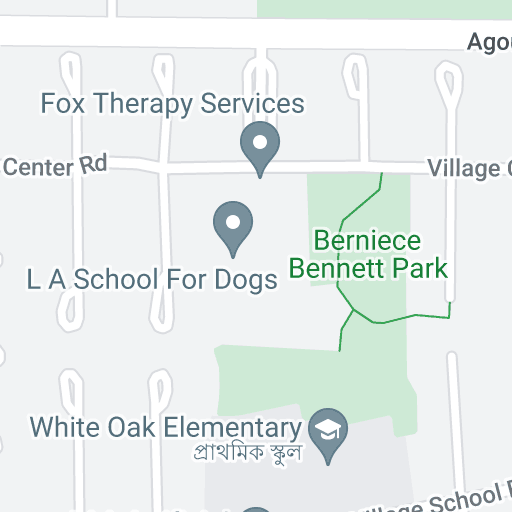 Agou
Fox Therapy Services
Center Rd
Village C
Berniece
Bennett Park
L A School For Dogs
White Oak Elementary
প্রাথমিক স্কুল
Village School R